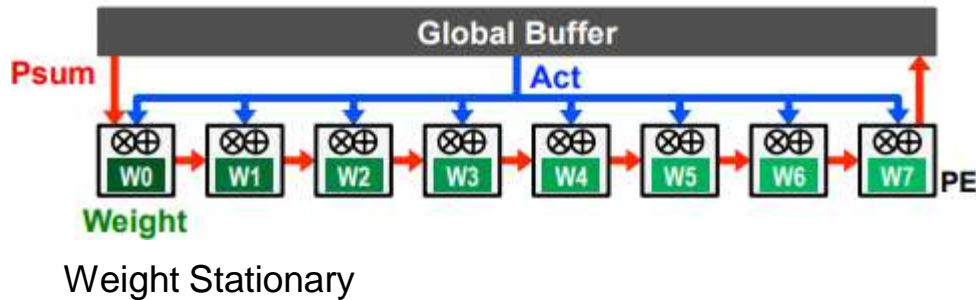 Global Buffer
Psum
Act
W0 W1 W2 W3 W4 W5 W6 W7 PE
Weight
Weight Stationary